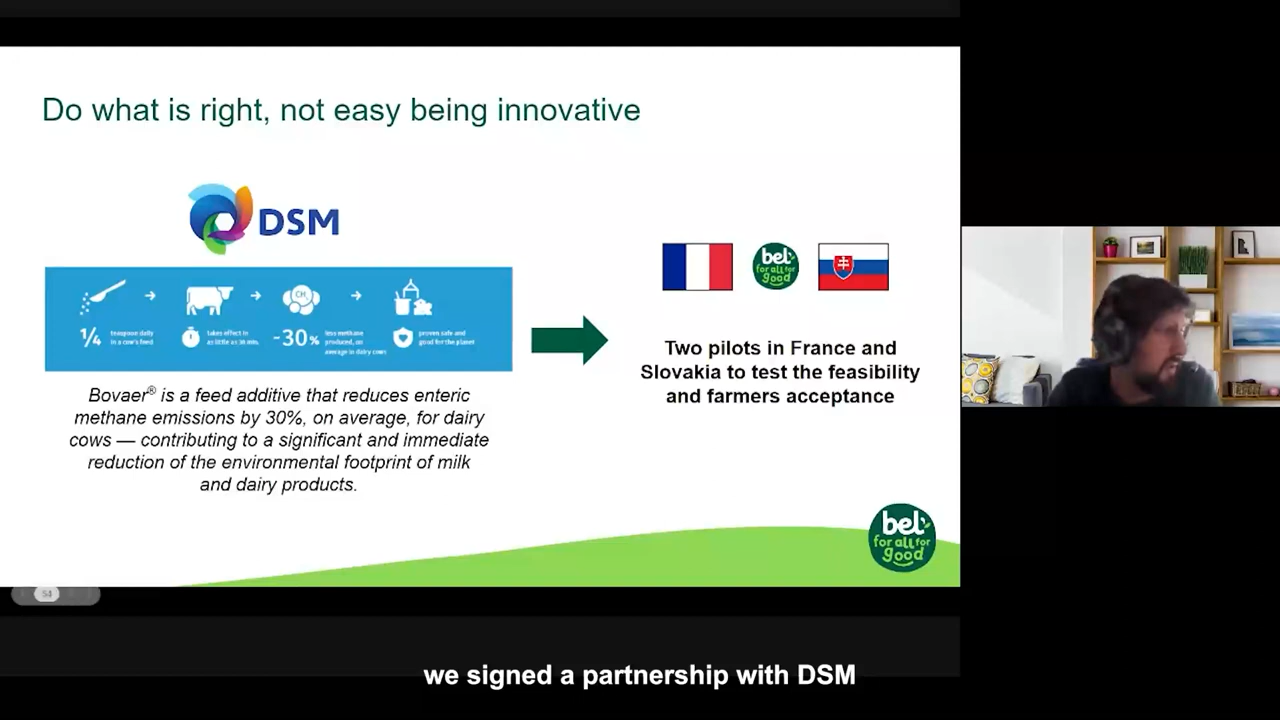 Do what is right, not easy being innovative
DSM
CH4
1/4 teaspoon daily
in a cow's feed
takes effect in
as little as 30 min.
-30% less methane
produced, on
average in dairy cows
proven safe and
good for the planet
Bovaer® is a feed additive that reduces enteric
methane emissions by 30%, on average, for dairy
cows — contributing to a significant and immediate
reduction of the environmental footprint of milk
and dairy products.
bel
for all for
good
Two pilots in France and
Slovakia to test the feasibility
and farmers acceptance
bel
for all for
good
54
we signed a partnership with DSM